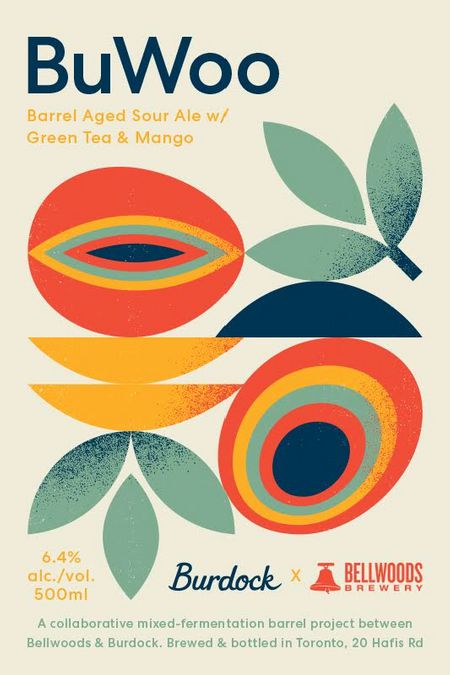 BuWoo
Barrel Aged Sour Ale w/
Green Tea & Mango
6.4%
alc./vol.
500ml
Burdock X BELLWOODS
BREWERY
A collaborative mixed-fermentation barrel project between
Bellwoods & Burdock. Brewed & bottled in Toronto, 20 Hafis Rd